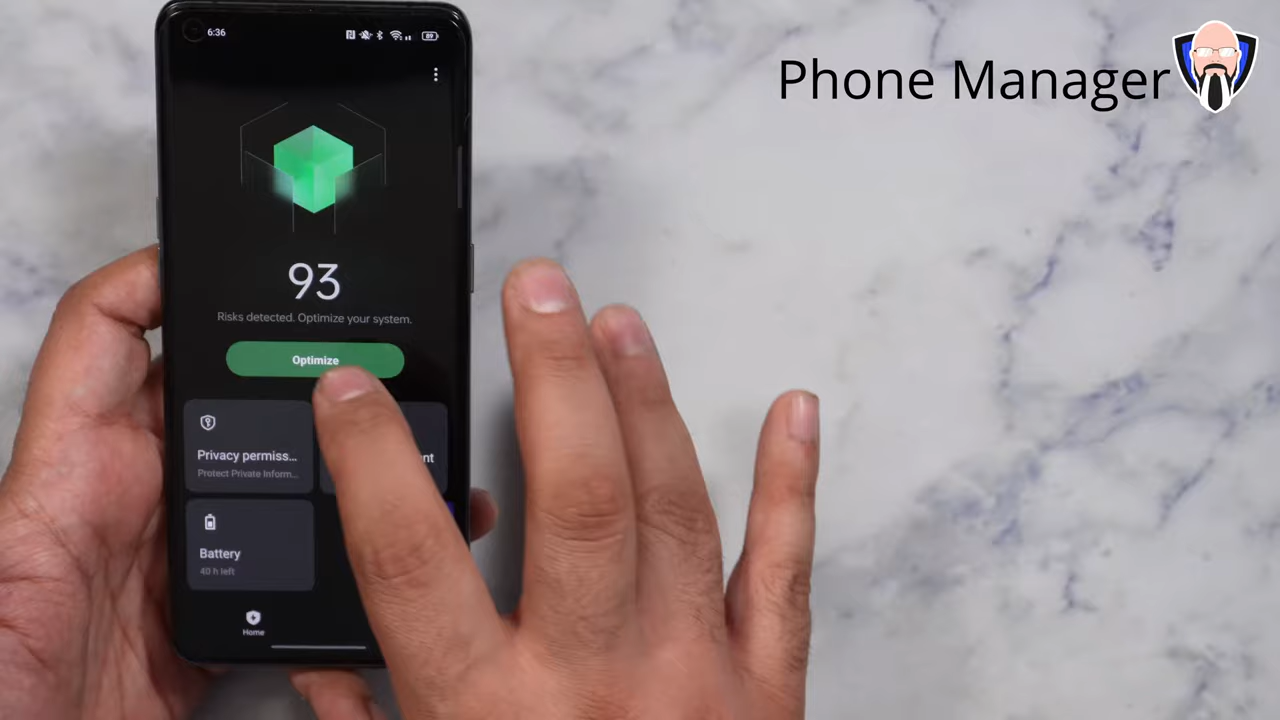 6:36
89
Phone Manager
93
Risks detected. Optimize your system.
Optimize
Privacy permiss...
Protect Private Inform...
nt
Battery
40 h left
Home